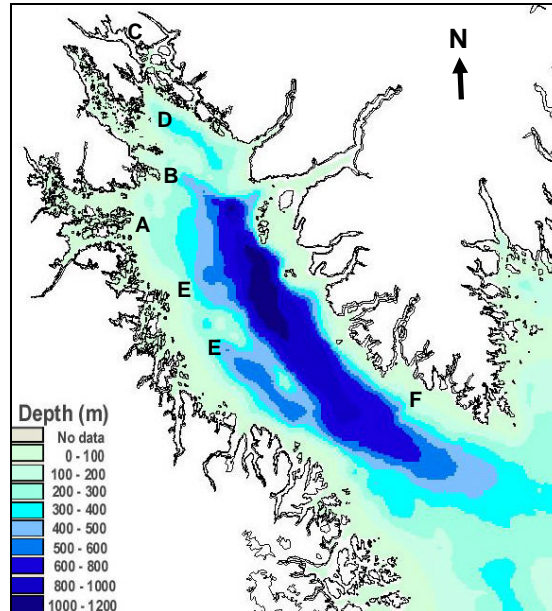 C
N
D
B
A
E
E
F
Depth (m)
No data
0 - 100
100 - 200
200 - 300
300 - 400
400 - 500
500 - 600
600 - 800
800 - 1000
1000 - 1200